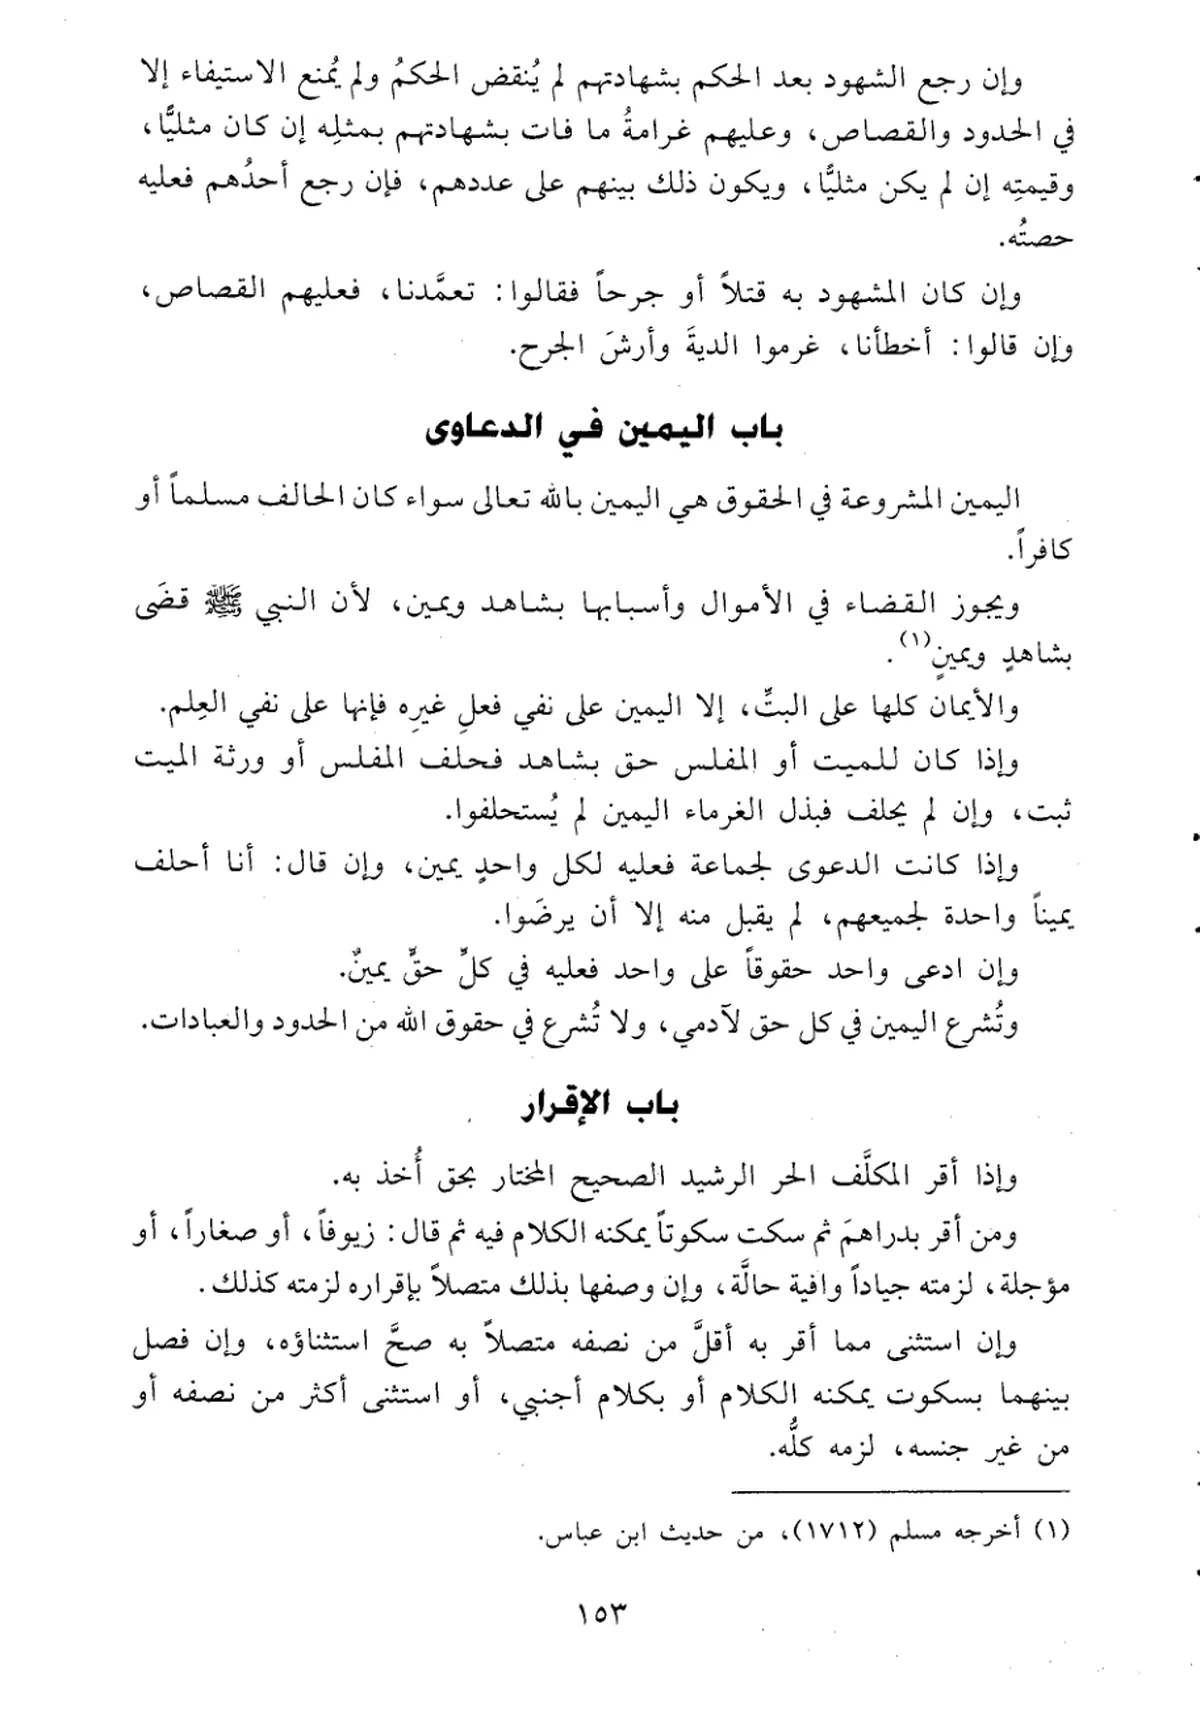 وإن رجع الشهود بعد الحكم بشهادتهم لم يُنقض الحكمُ ولم يُمنع الاستيفاء إلا
في الحدود والقصاص، وعليهم غرامةُ ما فات بشهادتهم بمثلِه إن كان مثليًّا،
وقيمتِه إن لم يكن مثليًّا، ويكون ذلك بينهم على عددهم، فإن رجع أحدُهم فعليه
حصتُه.
وإن كان المشهود به قتلاً أو جرحاً فقالوا: تعمَّدنا، فعليهم القصاص،
وإن قالوا: أخطأنا، غرموا الديةَ وأرشَ الجرح.
باب اليمين في الدعاوى
اليمين المشروعة في الحقوق هي اليمين بالله تعالى سواء كان الحالف مسلماً أو
كافراً.
ويجوز القضاء في الأموال وأسبابها بشاهد ويمين، لأن النبي ﷺ قضَى
بشاهدٍ ويمينٍ(١).
والأيمان كلها على البتِّ، إلا اليمين على نفي فعلِ غيرِه فإنها على نفي العِلم.
وإذا كان للميت أو المفلس حق بشاهد فحلف المفلس أو ورثة الميت
ثبت، وإن لم يحلف فبذل الغرماء اليمين لم يُستحلفوا.
وإذا كانت الدعوى لجماعة فعليه لكل واحدٍ يمين، وإن قال: أنا أحلف
يميناً واحدة لجميعهم، لم يقبل منه إلا أن يرضَوا.
وإن ادعى واحد حقوقاً على واحد فعليه في كلِّ حقٍّ يمينٌ.
وتُشرع اليمين في كل حق لآدمي، ولا تُشرع في حقوق الله من الحدود والعبادات.
باب الإقرار
وإذا أقر المكلَّف الحر الرشيد الصحيح المختار بحق أُخذ به.
ومن أقر بدراهمَ ثم سكت سكوتاً يمكنه الكلام فيه ثم قال: زيوفاً، أو صغاراً، أو
مؤجلة، لزمته جياداً وافية حالَّة، وإن وصفها بذلك متصلاً بإقراره لزمته كذلك.
وإن استثنى مما أقر به أقلَّ من نصفه متصلاً به صحَّ استثناؤه، وإن فصل
بينهما بسكوت يمكنه الكلام أو بكلام أجنبي، أو استثنى أكثر من نصفه أو
من غير جنسه، لزمه كلُّه.
(١) أخرجه مسلم (١٧١٢)، من حديث ابن عباس.
١٥٣